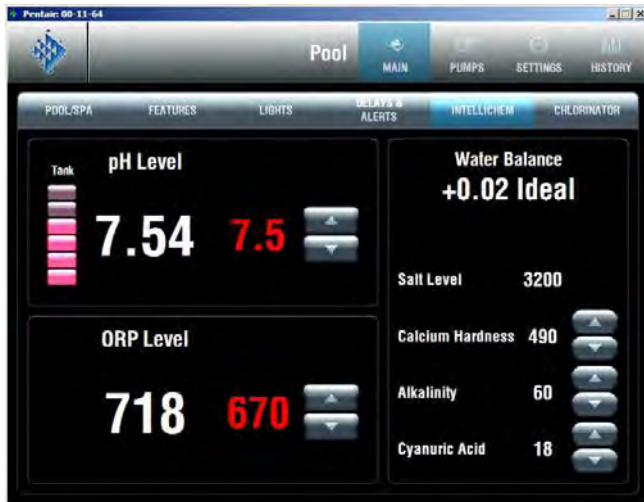 Pentair: 00-11-64
Pool
MAIN
PUMPS
SETTINGS
HISTORY
POOL/SPA
FEATURES
LIGHTS
DELAYS &
ALERTS
INTELLICHEM
CHLORINATOR
Tank
pH Level
7.54
7.5
ORP Level
718
670
Water Balance
+0.02 Ideal
Salt Level 3200
Calcium Hardness 490
Alkalinity 60
Cyanuric Acid 18